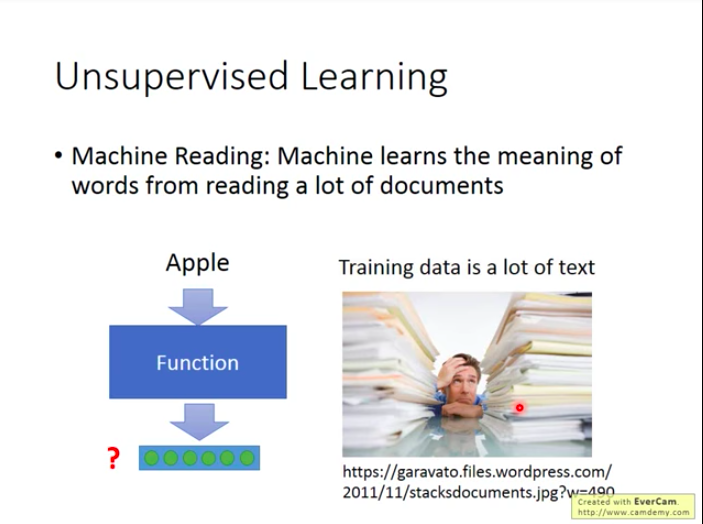 Unsupervised Learning
• Machine Reading: Machine learns the meaning of
words from reading a lot of documents
Apple
Function
?
Training data is a lot of text
https://garavato.files.wordpress.com/
2011/11/stacksdocuments.jpg?w=490
Created with EverCam.
http://www.camdemy.com